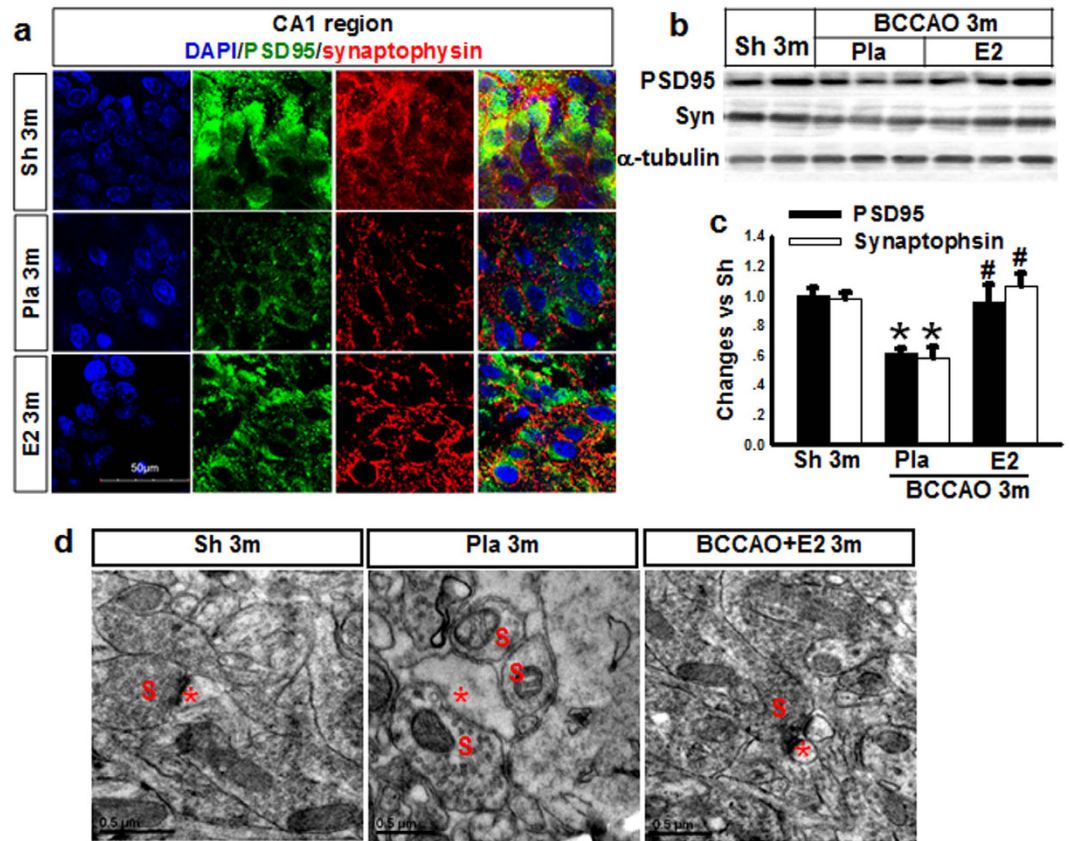 a
CA1 region
DAPI/PSD95/synaptophysin
Sh 3m
Pla 3m
E2 3m
50μm
b
Sh 3m
BCCAO 3m
Pla
E2
PSD95
Syn
α-tubulin
c
PSD95
Synaptophsin
Changes vs Sh
1.4
1.2
1.0
.8
.6
.4
.2
0.0
* *
# #
Sh 3m
Pla
E2
BCCAO 3m
d
Sh 3m
Pla 3m
BCCAO+E2 3m
S *
S
S
*
S
S
*
0.5 μm
0.5 μm
0.5 μm